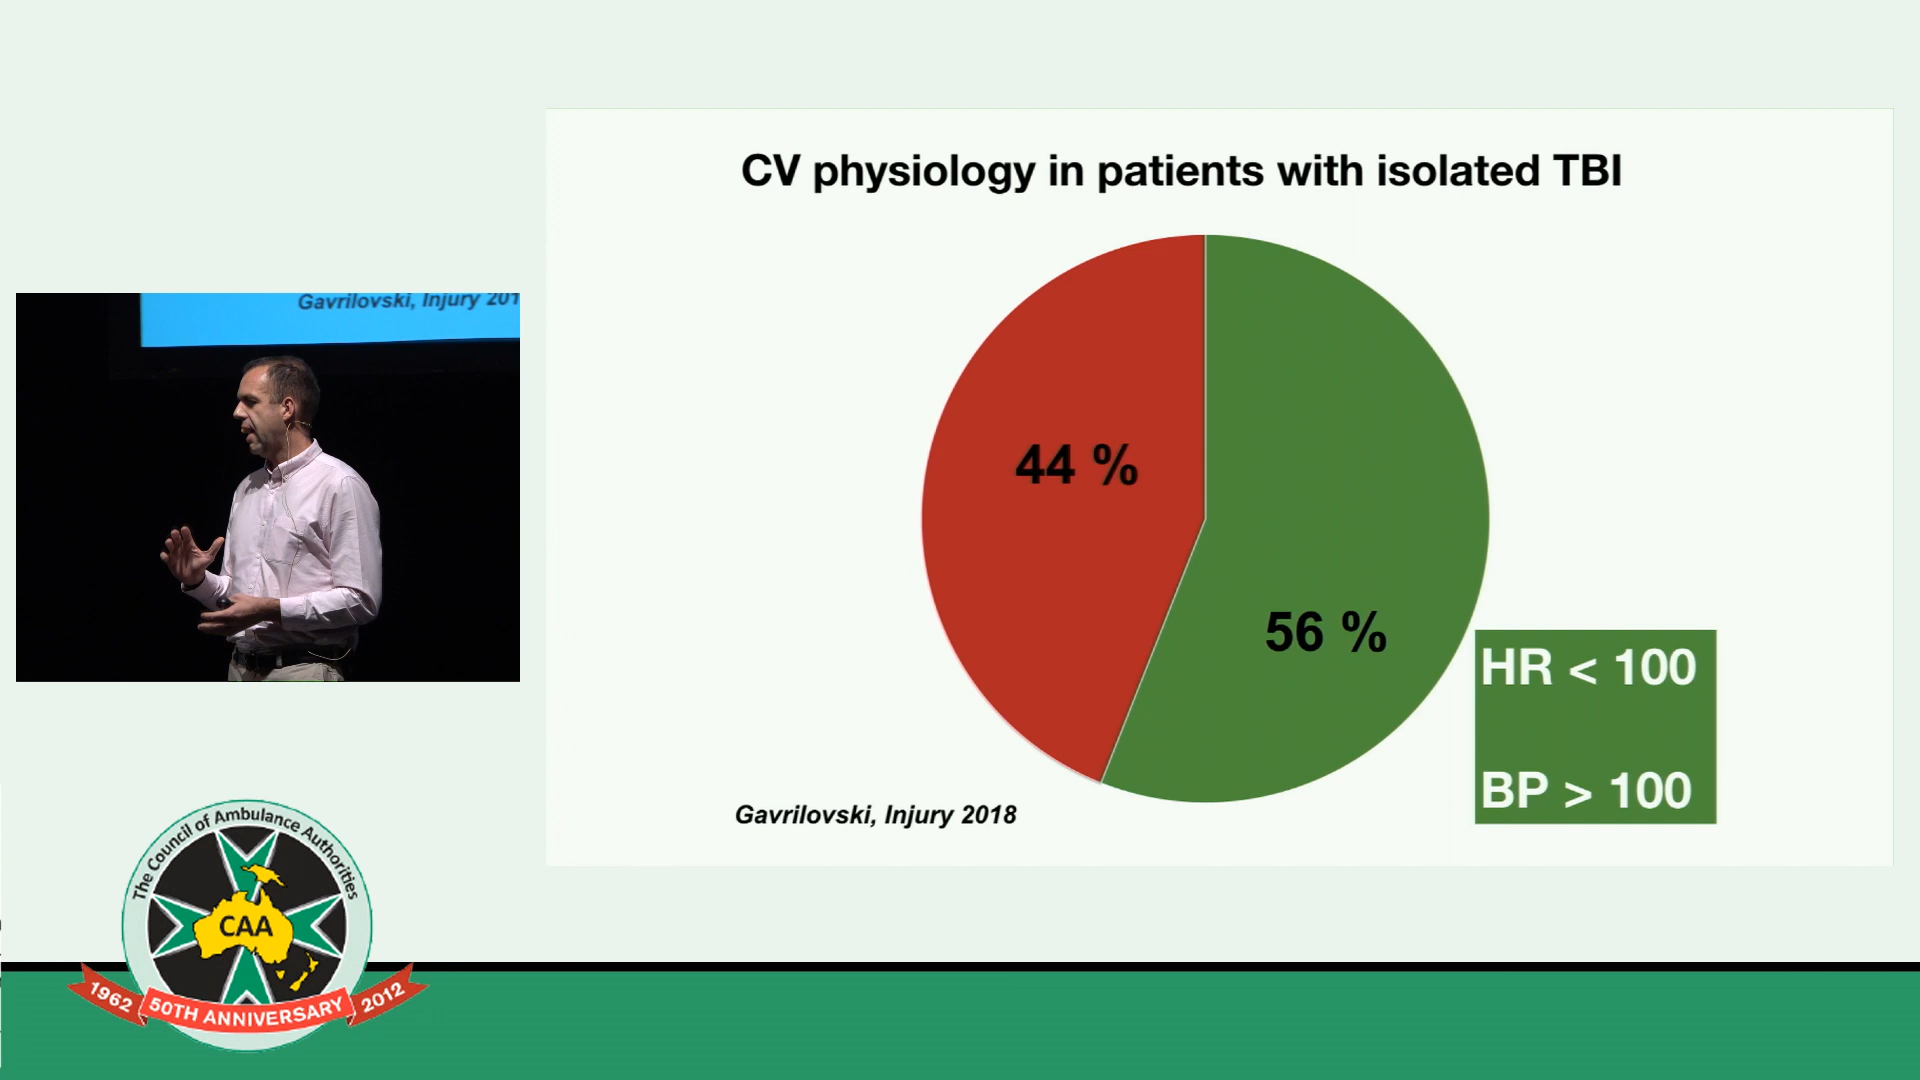 CV physiology in patients with isolated TBI
44 %
56 %
HR < 100
BP > 100
Gavrilovski, Injury 2018
Gavrilovski, Injury 201
The Council of Ambulance Authorities
CAA
1962 50TH ANNIVERSARY 2012